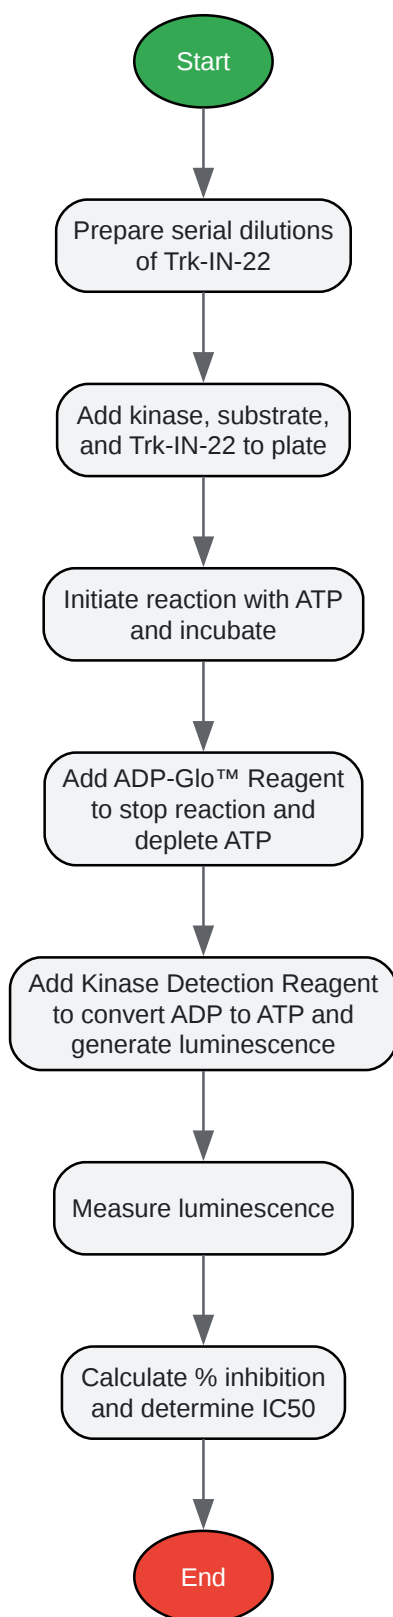 Start
Prepare serial dilutions
of Trk-IN-22
Add kinase, substrate,
and Trk-IN-22 to plate
Initiate reaction with ATP
and incubate
Add ADP-Glo™ Reagent
to stop reaction and
deplete ATP
Add Kinase Detection Reagent
to convert ADP to ATP and
generate luminescence
Measure luminescence
Calculate % inhibition
and determine IC50
End